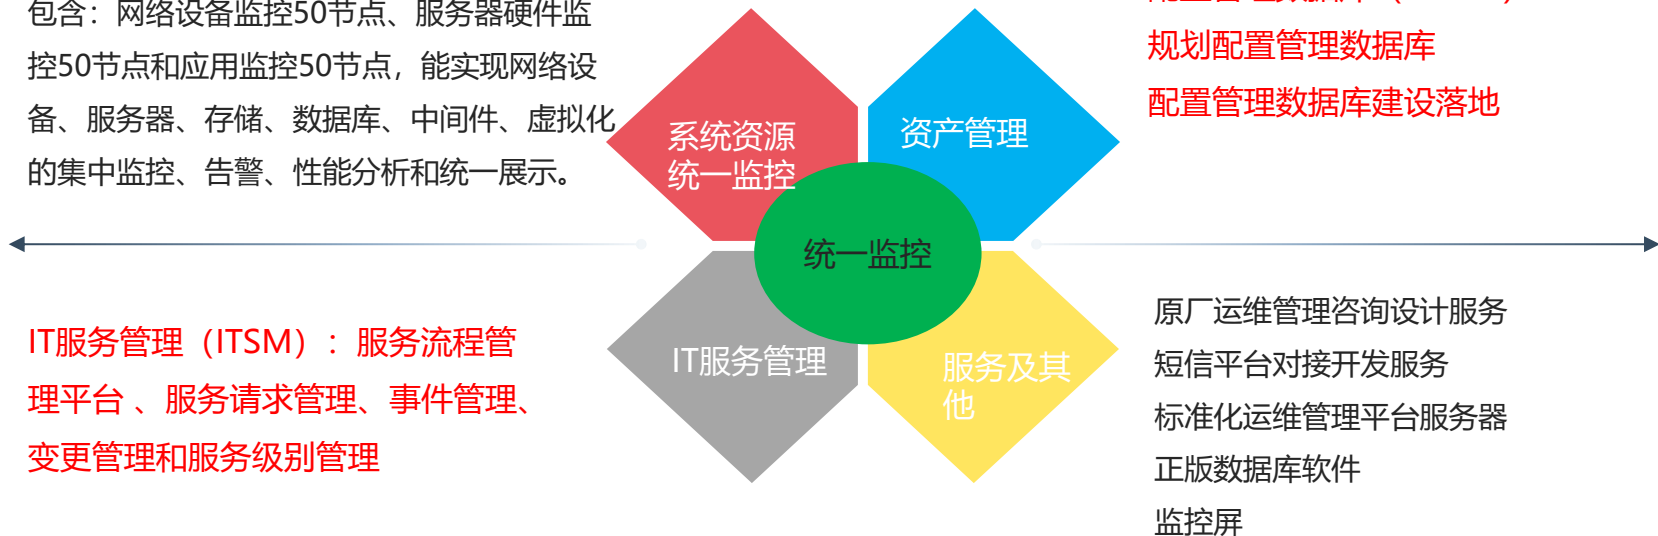 包含：网络设备监控50节点、服务器硬件监
控50节点和应用监控50节点，能实现网络设
备、服务器、存储、数据库、中间件、虚拟化
的集中监控、告警、性能分析和统一展示。
规划配置管理数据库
配置管理数据库建设落地
系统资源
统一监控
资产管理
统一监控
IT服务管理
服务及其
他
IT服务管理（ITSM）：服务流程管
理平台 、服务请求管理、事件管理、
变更管理和服务级别管理
原厂运维管理咨询设计服务
短信平台对接开发服务
标准化运维管理平台服务器
正版数据库软件
监控屏